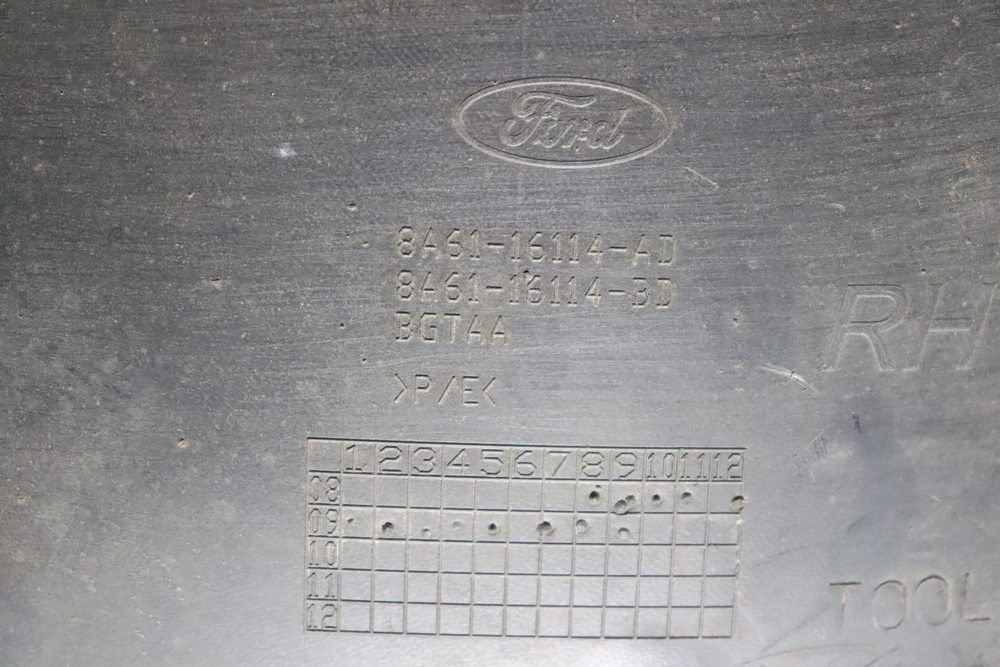 Ford
8A61-16114-AD
8A61-16114-BD
BGTAA
RH
>P/E<
1 2 3 4 5 6 7 8 9 10 11 12
08
09
10
11
12
TOOL